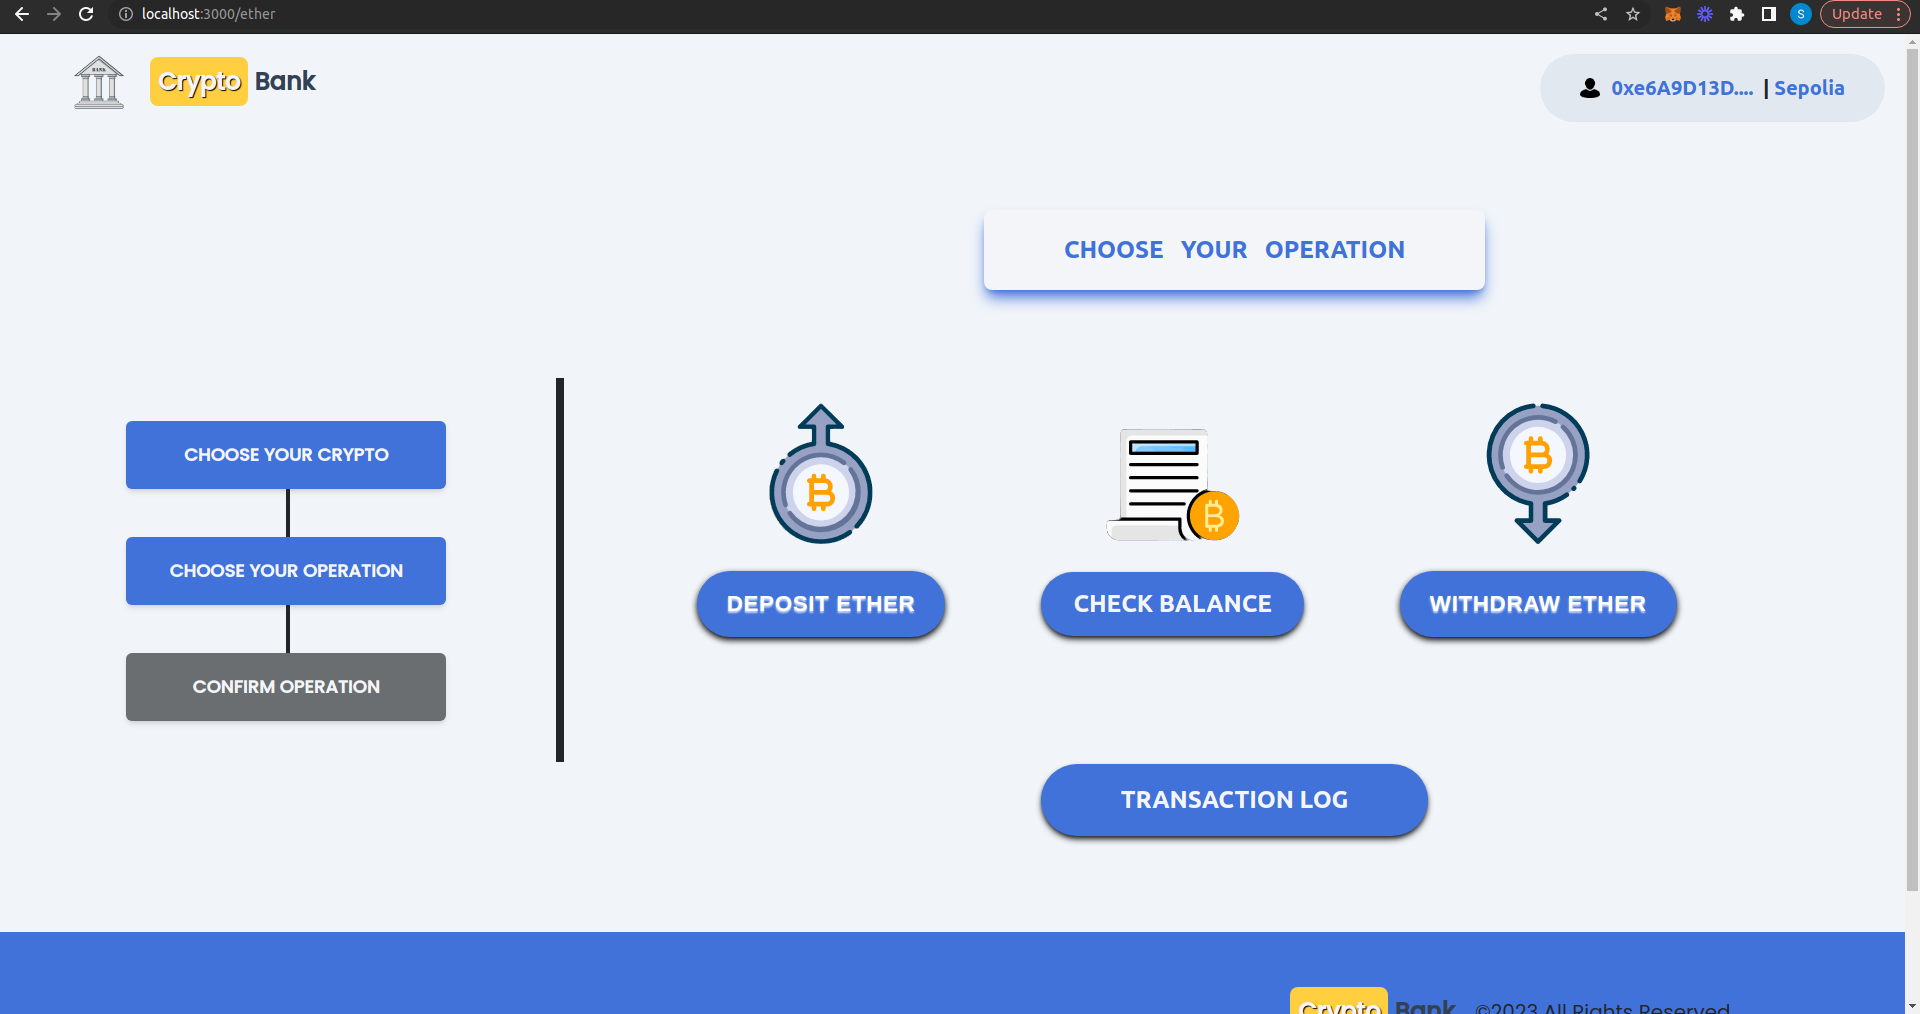 localhost:3000/ether
Update
S
BANK
Crypto Bank
0xe6A9D13D.... | Sepolia
CHOOSE YOUR OPERATION
CHOOSE YOUR CRYPTO
CHOOSE YOUR OPERATION
CONFIRM OPERATION
DEPOSIT ETHER
CHECK BALANCE
WITHDRAW ETHER
TRANSACTION LOG
Crypto Bank ©2023 All Rights Reserved